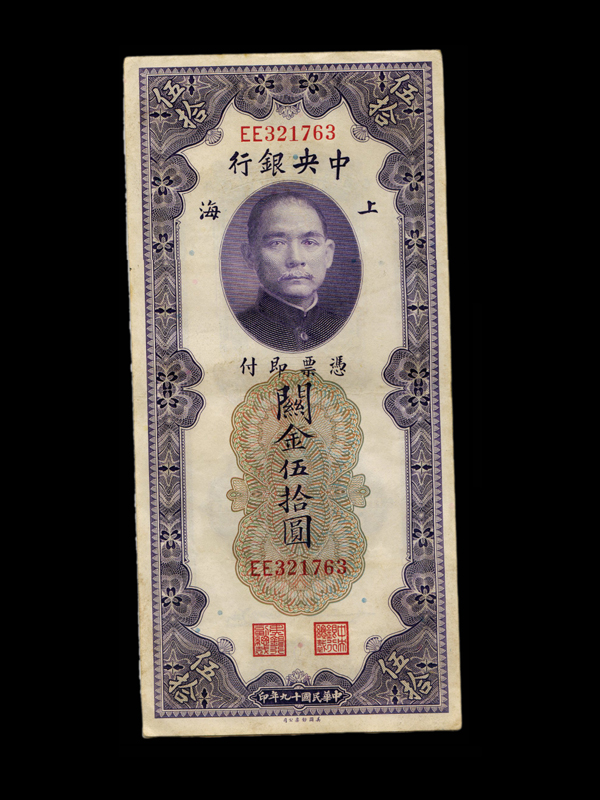 伍拾
伍拾
EE321763
中央銀行
上海
憑票即付
關金伍拾圓
EE321763
伍拾
伍拾
中華民國十九年印